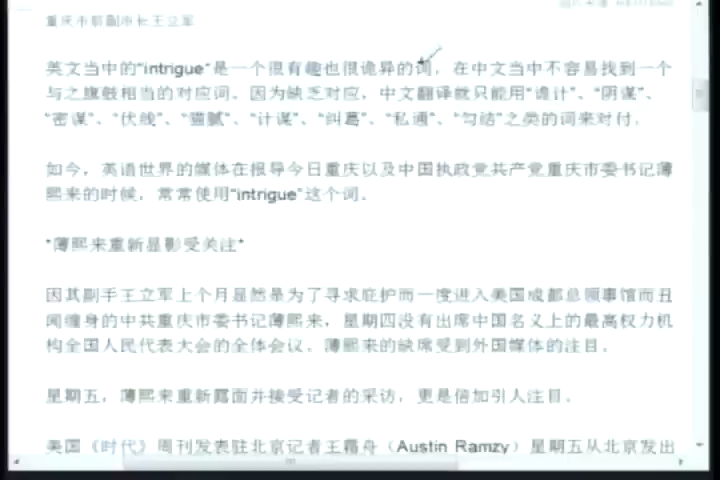 重庆市前副市长王立军
英文当中的“intrigue”是一个很有趣也很诡异的词，在中文当中不容易找到一个
与之旗鼓相当的对应词。因为缺乏对应，中文翻译就只能用“诡计”、“阴谋”、
“密谋”、“伏线”、“猫腻”、“计谋”、“纠葛”、“私通”、“勾结”之类的词来对付。
如今，英语世界的媒体在报导今日重庆以及中国执政党共产党重庆市委书记薄
熙来的时候，常常使用“intrigue”这个词。
*薄熙来重新显影受关注*
因其副手王立军上个月显然是为了寻求庇护而一度进入美国成都总领事馆而丑
闻缠身的中共重庆市委书记薄熙来，星期四没有出席中国名义上的最高权力机
构全国人民代表大会的全体会议。薄熙来的缺席受到外国媒体的注目。
星期五，薄熙来重新露面并接受记者的采访，更是倍加引人注目。
美国《时代》周刊发表驻北京记者王霜舟（Austin Ramzy）星期五从北京发出